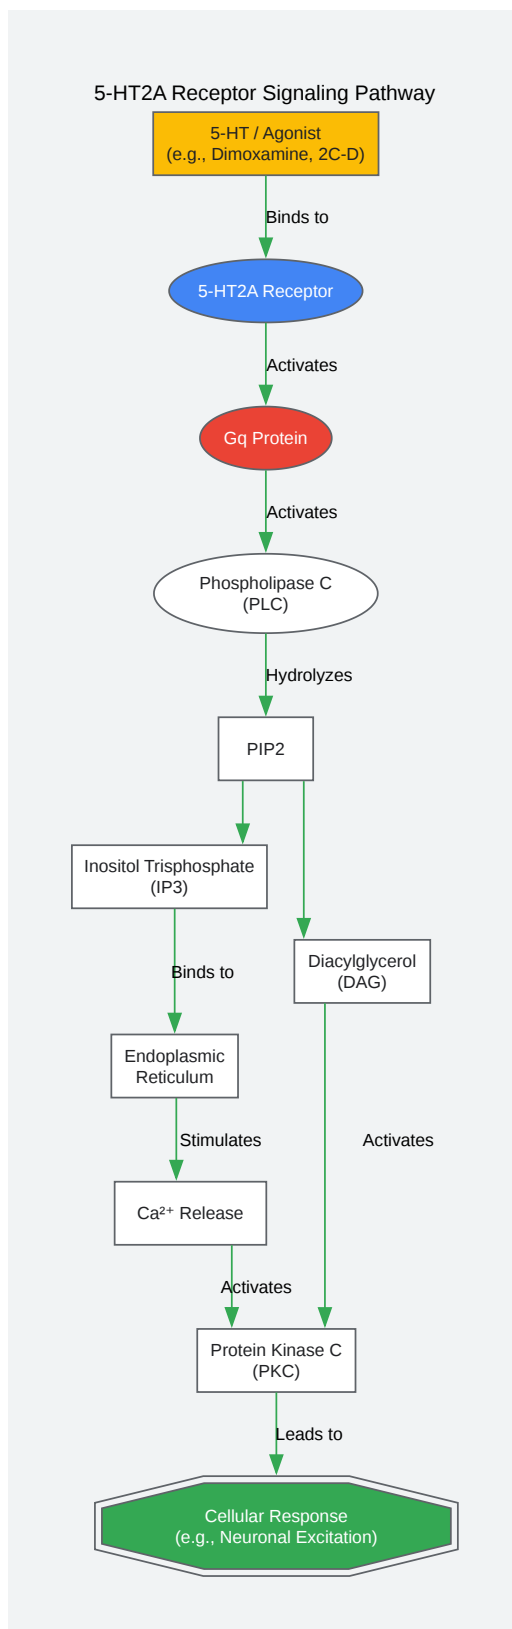 5-HT2A Receptor Signaling Pathway
5-HT / Agonist
(e.g., Dimoxamine, 2C-D)
Binds to
5-HT2A Receptor
Activates
Gq Protein
Activates
Phospholipase C
(PLC)
Hydrolyzes
PIP2
Inositol Trisphosphate
(IP3)
Diacylglycerol
(DAG)
Binds to
Endoplasmic
Reticulum
Stimulates
Activates
Ca²⁺ Release
Activates
Protein Kinase C
(PKC)
Leads to
Cellular Response
(e.g., Neuronal Excitation)